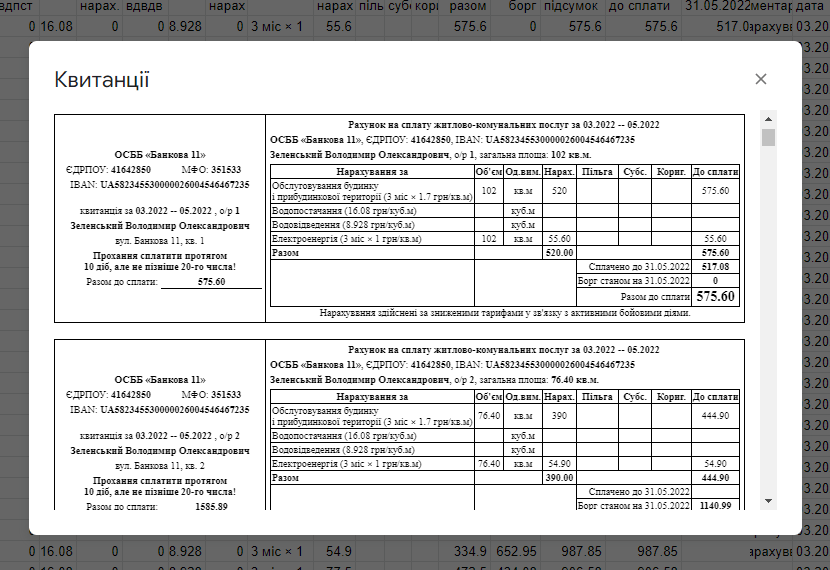 вдпст нарах. вдвдв нарах нарах піль субс корі разом борг підсумок до сплати 31.05.2022 ментар дата
0 16.08 0 0 8.928 0 3 міс × 1 55.6 575.6 0 575.6 575.6 517.0 03.20
Квитанції
ОСББ «Банкова 11»
ЄДРПОУ: 41642850 МФО: 351533
IBAN: UA582345530000026004546467235
квитанція за 03.2022 -- 05.2022 , о/р 1
Зеленський Володимир Олександрович
вул. Банкова 11, кв. 1
Прохання сплатити протягом
10 діб, але не пізніше 20-го числа!
Разом до сплати: 575.60
Рахунок на сплату житлово-комунальних послуг за 03.2022 -- 05.2022
ОСББ «Банкова 11», ЄДРПОУ: 41642850, IBAN: UA582345530000026004546467235
Зеленський Володимир Олександрович, о/р 1, загальна площа: 102 кв.м.
Нарахування за Об'єм Од.вим. Нарах. Пільга Субс. Кориг. До сплати
Обслуговування будинку
і прибудинкової території (3 міс × 1.7 грн/кв.м) 102 кв.м 520 575.60
Водопостачання (16.08 грн/куб.м) куб.м
Водовідведення (8.928 грн/куб.м) куб.м
Електроенергія (3 міс × 1 грн/кв.м) 102 кв.м 55.60 55.60
Разом 520.00 575.60
Сплачено до 31.05.2022 517.08
Борг станом на 31.05.2022 0
Разом до сплати 575.60
Нарахуввння здійснені за зниженими тарифами у зв'язку з активними бойовими діями.
ОСББ «Банкова 11»
ЄДРПОУ: 41642850 МФО: 351533
IBAN: UA582345530000026004546467235
квитанція за 03.2022 -- 05.2022 , о/р 2
Зеленський Володимир Олександрович
вул. Банкова 11, кв. 2
Прохання сплатити протягом
10 діб, але не пізніше 20-го числа!
Разом до сплати: 1585.89
Рахунок на сплату житлово-комунальних послуг за 03.2022 -- 05.2022
ОСББ «Банкова 11», ЄДРПОУ: 41642850, IBAN: UA582345530000026004546467235
Зеленський Володимир Олександрович, о/р 2, загальна площа: 76.40 кв.м.
Нарахування за Об'єм Од.вим. Нарах. Пільга Субс. Кориг. До сплати
Обслуговування будинку
і прибудинкової території (3 міс × 1.7 грн/кв.м) 76.40 кв.м 390 444.90
Водопостачання (16.08 грн/куб.м) куб.м
Водовідведення (8.928 грн/куб.м) куб.м
Електроенергія (3 міс × 1 грн/кв.м) 76.40 кв.м 54.90 54.90
Разом 390.00 444.90
Сплачено до 31.05.2022
Борг станом на 31.05.2022 1140.99
0 16.08 0 0 8.928 0 3 міс × 1 54.9 334.9 652.95 987.85 987.85 03.20